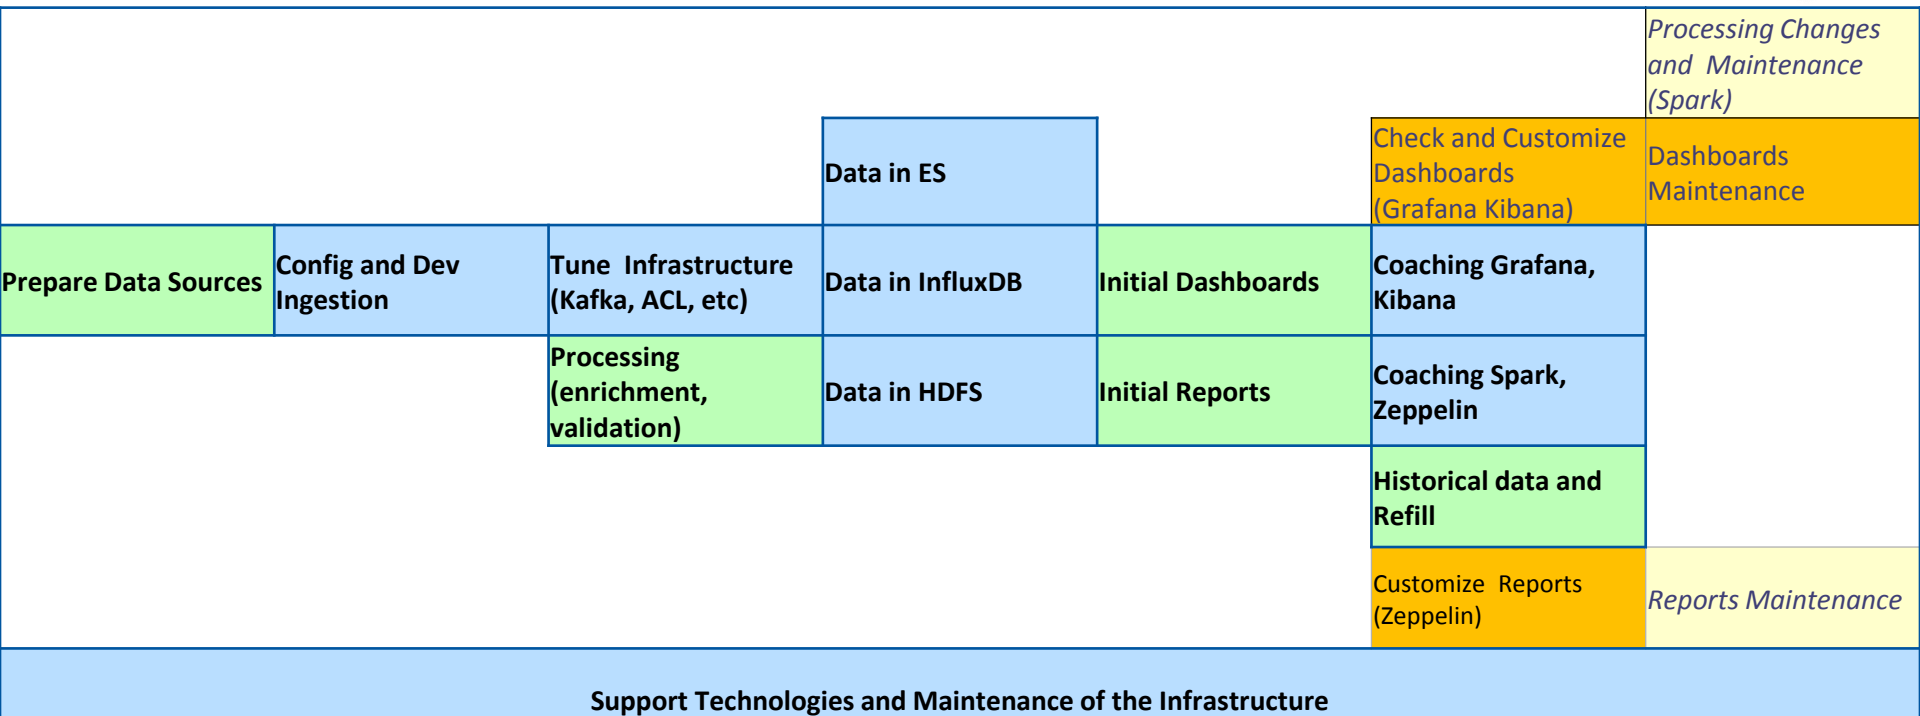 Processing Changes
and Maintenance
(Spark)
Data in ES
Check and Customize
Dashboards
(Grafana Kibana)
Dashboards
Maintenance
Prepare Data Sources
Config and Dev
Ingestion
Tune Infrastructure
(Kafka, ACL, etc)
Data in InfluxDB
Initial Dashboards
Coaching Grafana,
Kibana
Processing
(enrichment,
validation)
Data in HDFS
Initial Reports
Coaching Spark,
Zeppelin
Historical data and
Refill
Customize Reports
(Zeppelin)
Reports Maintenance
Support Technologies and Maintenance of the Infrastructure